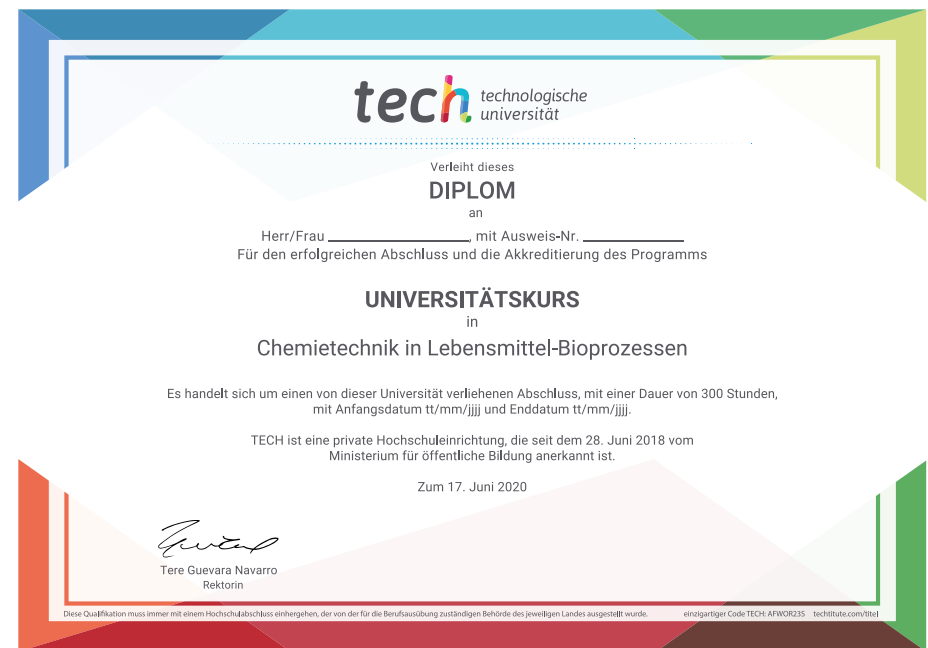 tech technologische
universität
Verleiht dieses
DIPLOM
an
Herr/Frau ______________, mit Ausweis-Nr. ______________
Für den erfolgreichen Abschluss und die Akkreditierung des Programms
UNIVERSITÄTSKURS
in
Chemietechnik in Lebensmittel-Bioprozessen
Es handelt sich um einen von dieser Universität verliehenen Abschluss, mit einer Dauer von 300 Stunden,
mit Anfangsdatum tt/mm/jjjj und Enddatum tt/mm/jjjj.
TECH ist eine private Hochschuleinrichtung, die seit dem 28. Juni 2018 vom
Ministerium für öffentliche Bildung anerkannt ist.
Zum 17. Juni 2020
Tere Guevara Navarro
Rektorin
Diese Qualifikation muss immer mit einem Hochschulabschluss einhergehen, der von der für die Berufsausübung zuständigen Behörde des jeweiligen Landes ausgestellt wurde. einzigartiger Code TECH: AFWOR23S techtitute.com/titel